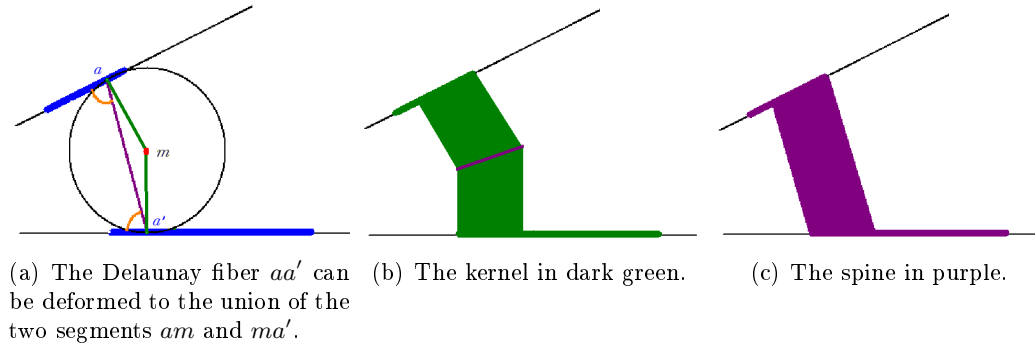 a
m
a'
(a) The Delaunay fiber aa' can
be deformed to the union of the
two segments am and ma'.
(b) The kernel in dark green.
(c) The spine in purple.